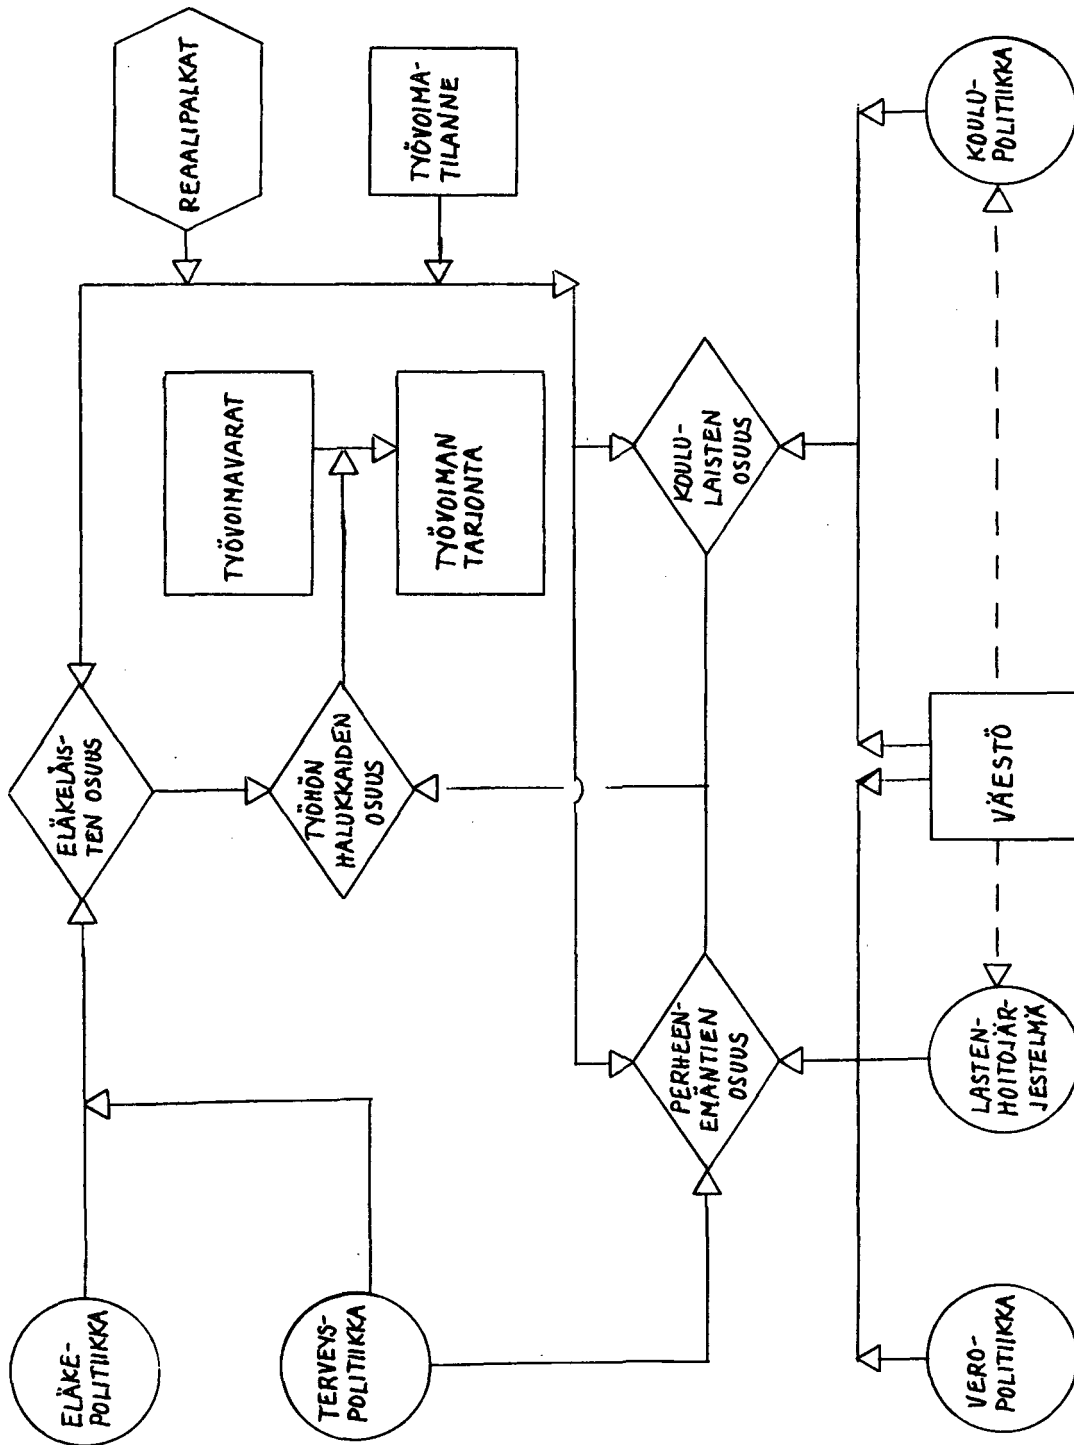 ELÄKE-
POLITIIKKA
ELÄKELÄIS-
TEN OSUUS
REAALIPALKAT
TYÖVOIMAVARAT
TERVEYS-
POLITIIKKA
TYÖHÖN
HALUKKAIDEN
OSUUS
TYÖVOIMAN
TARJONTA
TYÖVOIMA-
TILANNE
PERHEEN-
EMÄNTIEN
OSUUS
KOULU-
LAISTEN
OSUUS
VERO-
POLITIIKKA
LASTEN-
HOITOJÄR-
JESTELMÄ
VÄESTÖ
KOULU-
POLITIIKKA